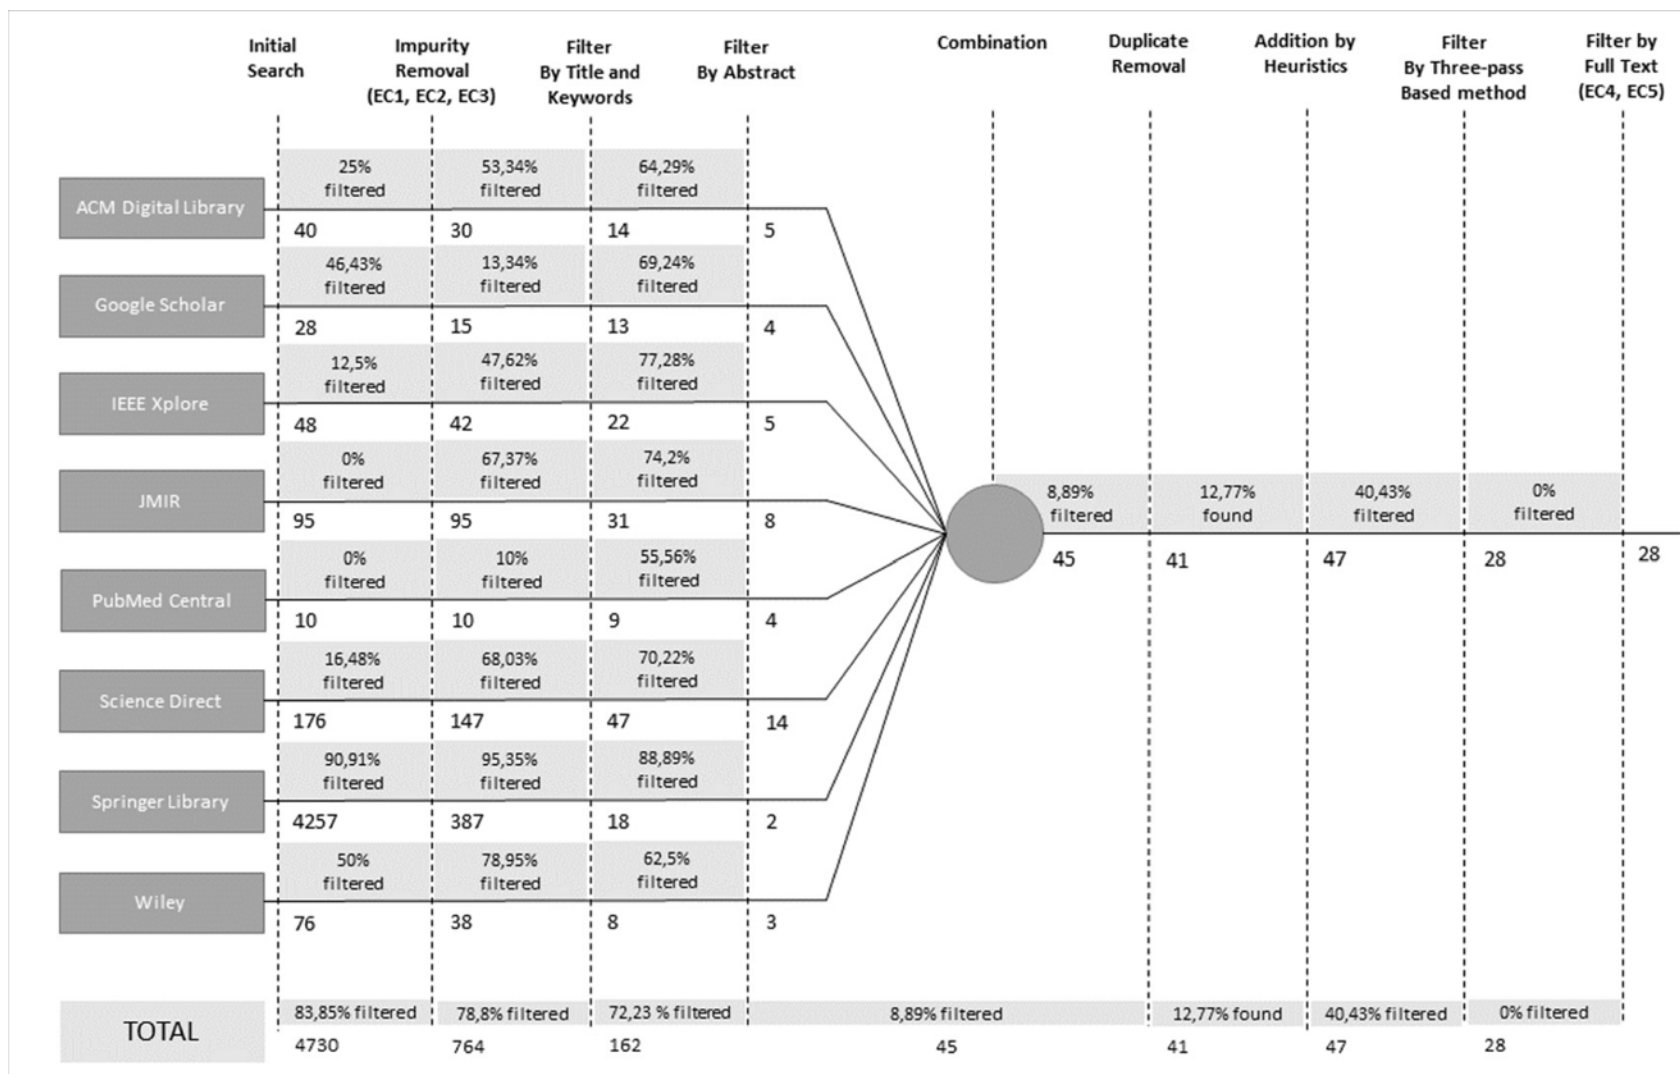 Initial
Search
Impurity
Removal
(EC1, EC2, EC3)
Filter
By Title and
Keywords
Filter
By Abstract
Combination
Duplicate
Removal
Addition by
Heuristics
Filter
By Three-pass
Based method
Filter by
Full Text
(EC4, EC5)
ACM Digital Library
25%
filtered
53,34%
filtered
64,29%
filtered
40
30
14
5
Google Scholar
46,43%
filtered
13,34%
filtered
69,24%
filtered
28
15
13
4
IEEE Xplore
12,5%
filtered
47,62%
filtered
77,28%
filtered
48
42
22
5
JMIR
0%
filtered
67,37%
filtered
74,2%
filtered
95
95
31
8
PubMed Central
0%
filtered
10%
filtered
55,56%
filtered
10
10
9
4
Science Direct
16,48%
filtered
68,03%
filtered
70,22%
filtered
176
147
47
14
Springer Library
90,91%
filtered
95,35%
filtered
88,89%
filtered
4257
387
18
2
Wiley
50%
filtered
78,95%
filtered
62,5%
filtered
76
38
8
3
8,89%
filtered
12,77%
found
40,43%
filtered
0%
filtered
45
41
47
28
28
TOTAL
83,85% filtered
78,8% filtered
72,23 % filtered
8,89% filtered
12,77% found
40,43% filtered
0% filtered
4730
764
162
45
41
47
28